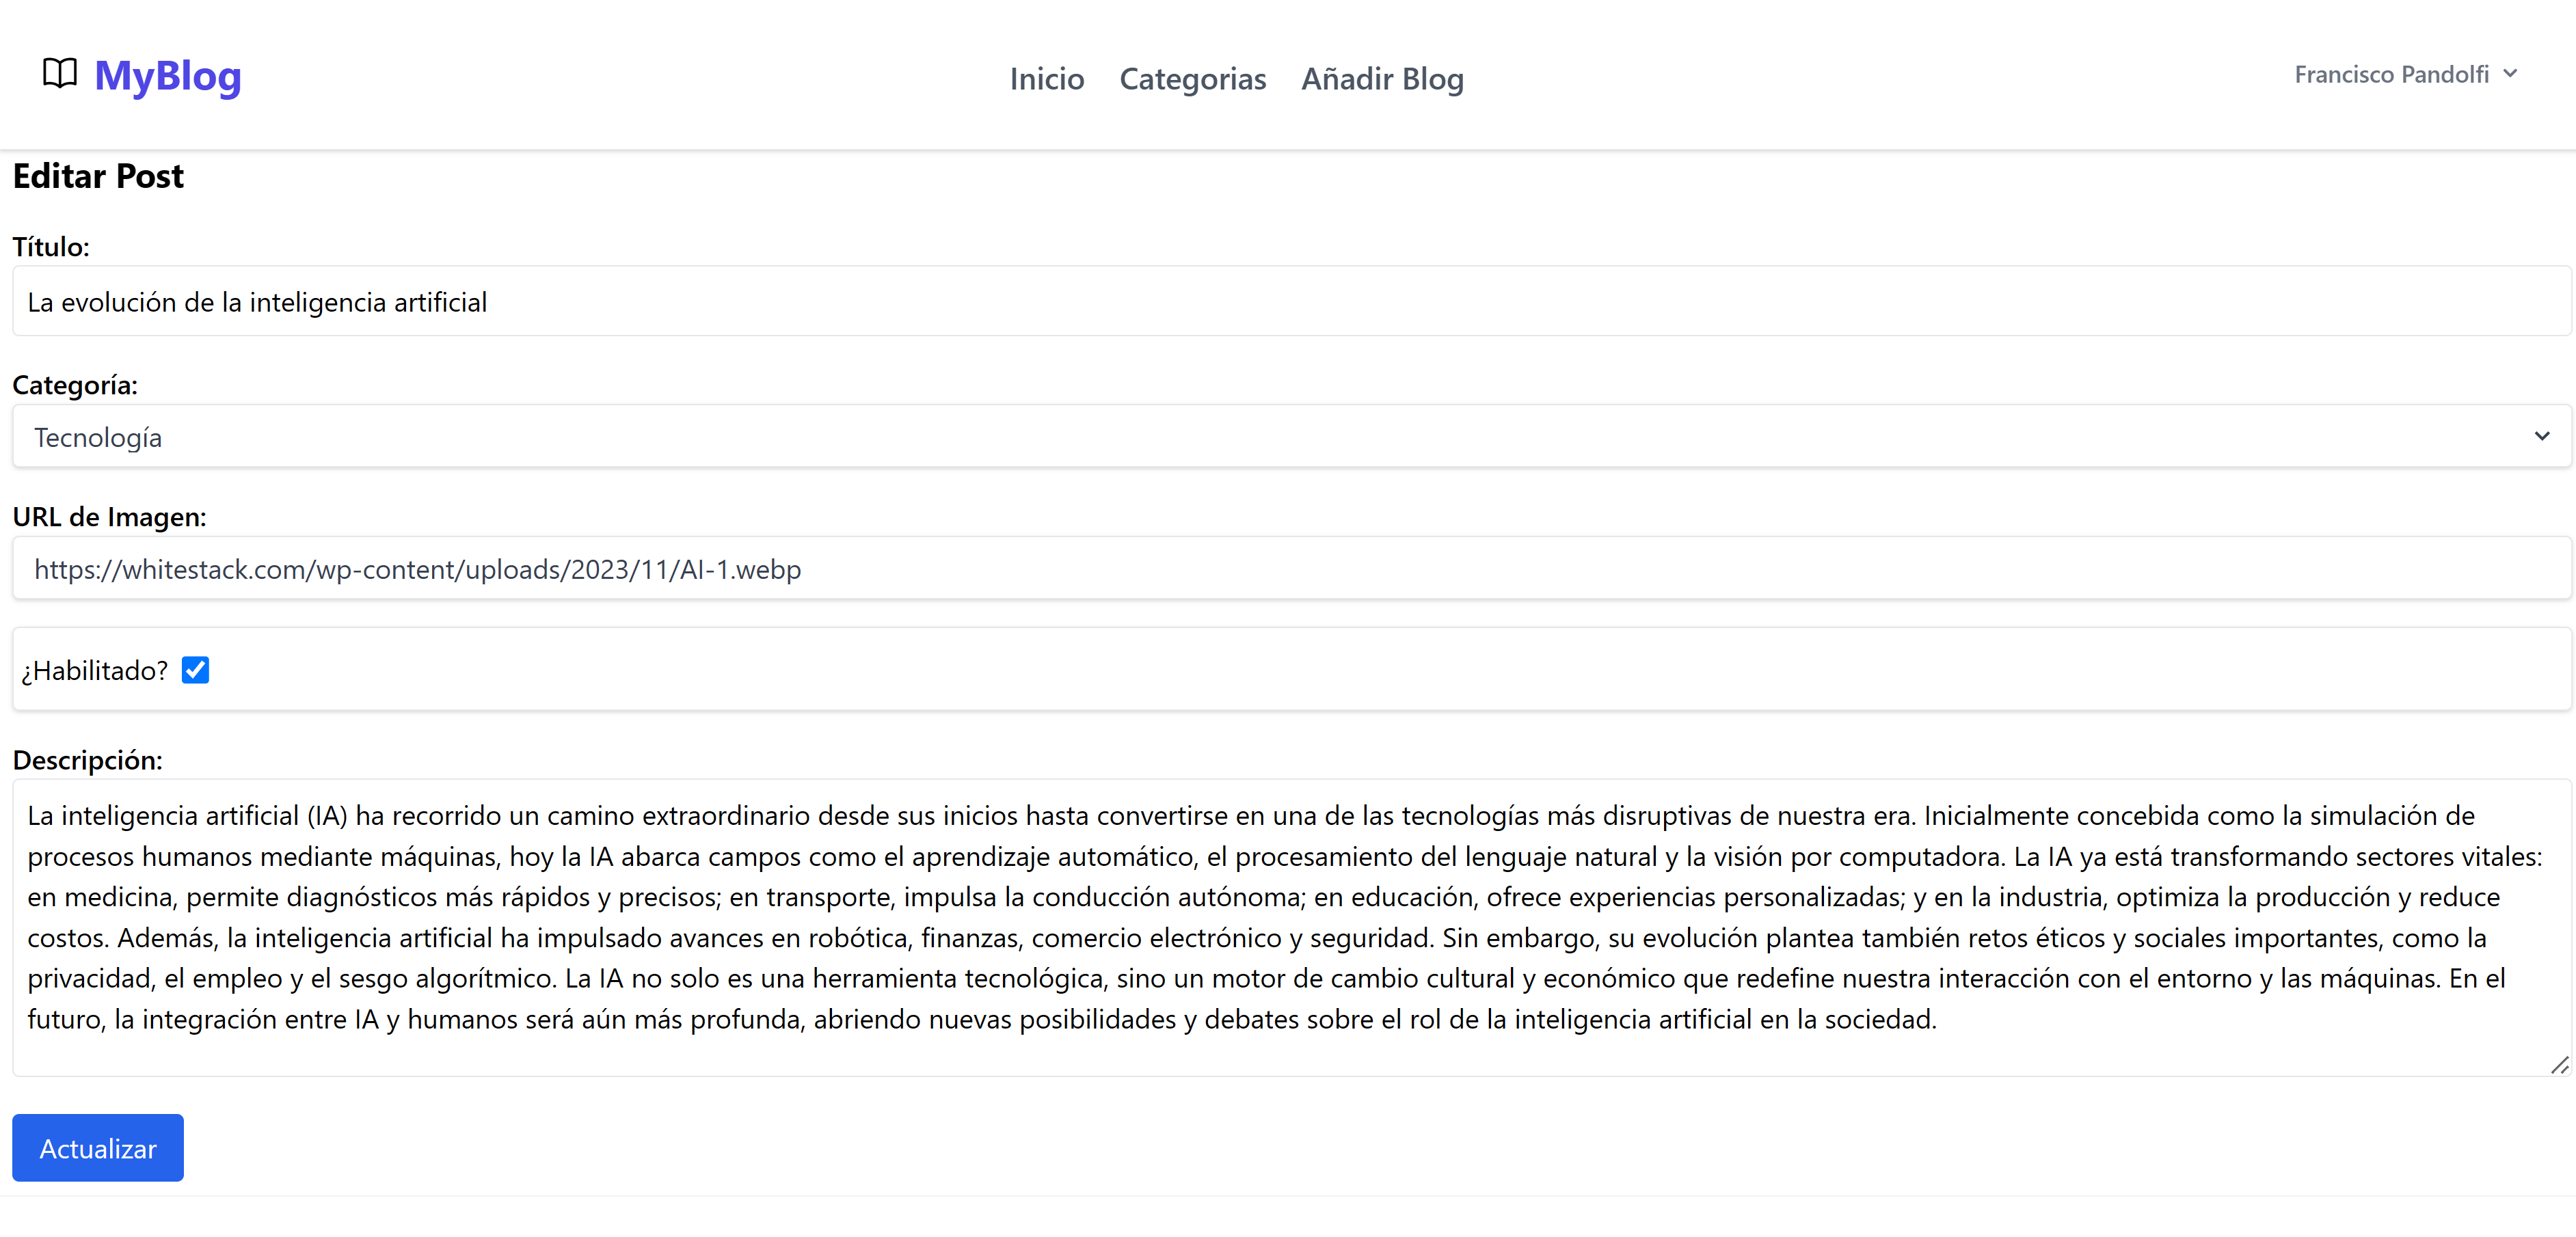 MyBlog
Inicio Categorias Añadir Blog
Francisco Pandolfi
Editar Post
Título:
La evolución de la inteligencia artificial
Categoría:
Tecnología
URL de Imagen:
https://whitestack.com/wp-content/uploads/2023/11/AI-1.webp
¿Habilitado?
Descripción:
La inteligencia artificial (IA) ha recorrido un camino extraordinario desde sus inicios hasta convertirse en una de las tecnologías más disruptivas de nuestra era. Inicialmente concebida como la simulación de
procesos humanos mediante máquinas, hoy la IA abarca campos como el aprendizaje automático, el procesamiento del lenguaje natural y la visión por computadora. La IA ya está transformando sectores vitales:
en medicina, permite diagnósticos más rápidos y precisos; en transporte, impulsa la conducción autónoma; en educación, ofrece experiencias personalizadas; y en la industria, optimiza la producción y reduce
costos. Además, la inteligencia artificial ha impulsado avances en robótica, finanzas, comercio electrónico y seguridad. Sin embargo, su evolución plantea también retos éticos y sociales importantes, como la
privacidad, el empleo y el sesgo algorítmico. La IA no solo es una herramienta tecnológica, sino un motor de cambio cultural y económico que redefine nuestra interacción con el entorno y las máquinas. En el
futuro, la integración entre IA y humanos será aún más profunda, abriendo nuevas posibilidades y debates sobre el rol de la inteligencia artificial en la sociedad.
Actualizar